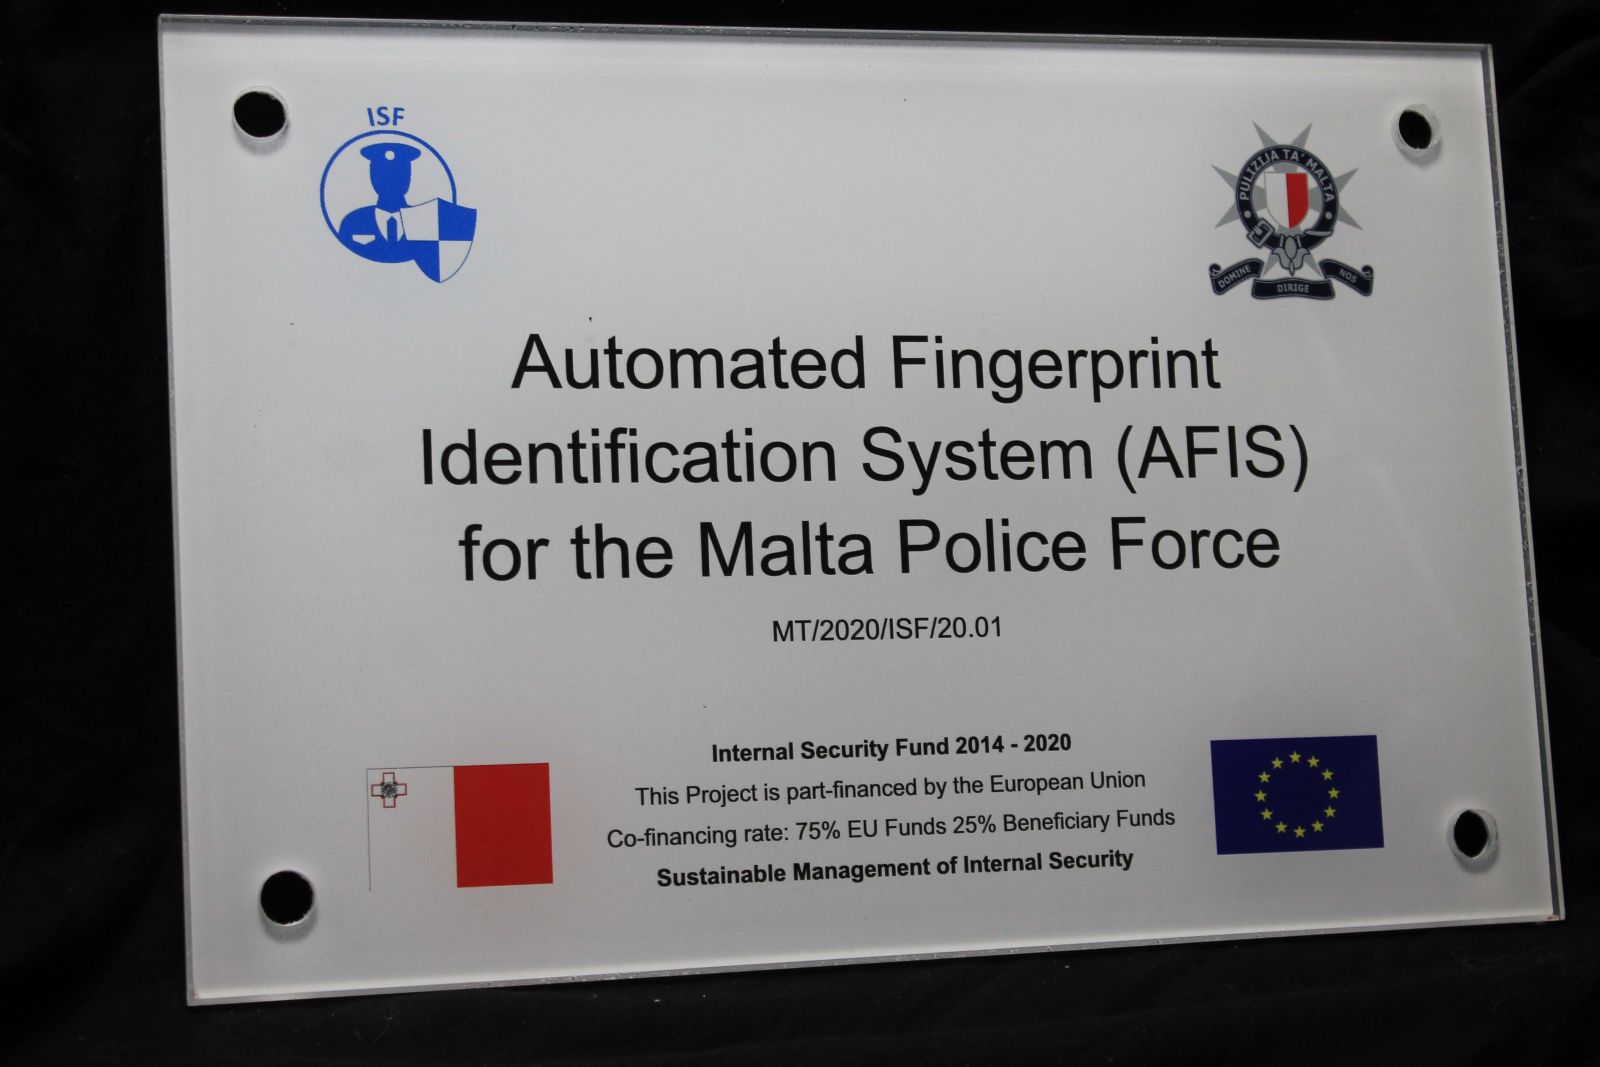 ISF
PULIZIJA TA' MALTA
DOMINE DIRIGE NOS
Automated Fingerprint
Identification System (AFIS)
for the Malta Police Force
MT/2020/ISF/20.01
Internal Security Fund 2014 - 2020
This Project is part-financed by the European Union
Co-financing rate: 75% EU Funds 25% Beneficiary Funds
Sustainable Management of Internal Security